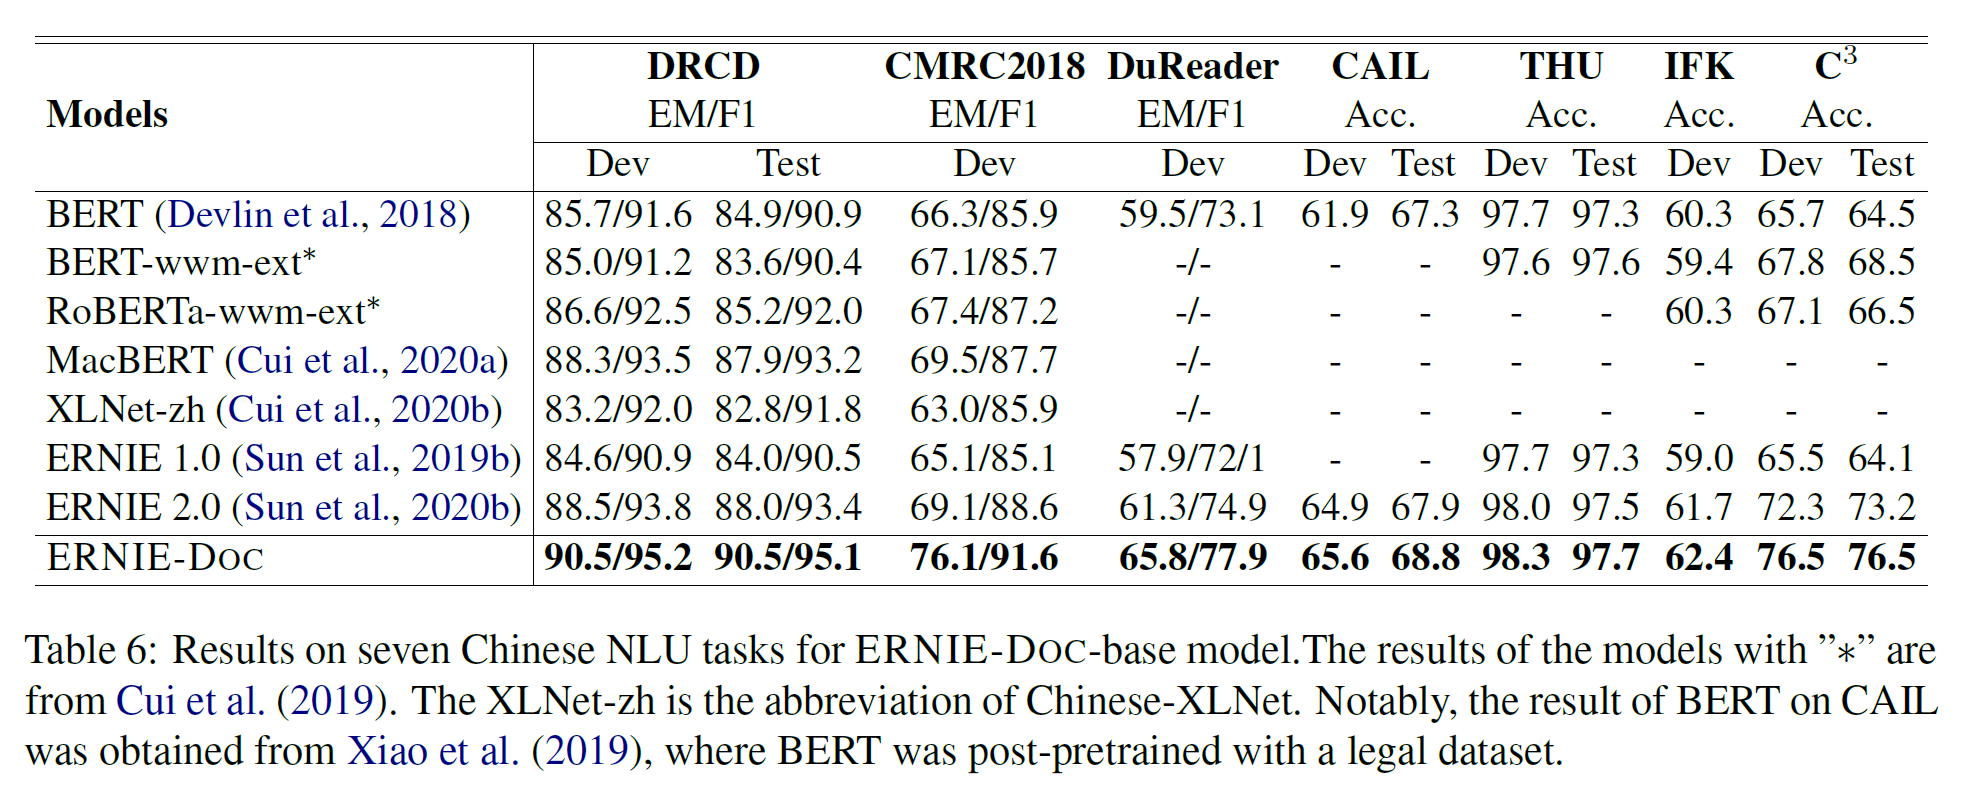 DRCD CMRC2018 DuReader CAIL THU IFK C³
Models EM/F1 EM/F1 EM/F1 Acc. Acc. Acc. Acc.
Dev Test Dev Dev Dev Test Dev Test Dev Dev Test
BERT (Devlin et al., 2018) 85.7/91.6 84.9/90.9 66.3/85.9 59.5/73.1 61.9 67.3 97.7 97.3 60.3 65.7 64.5
BERT-wwm-ext* 85.0/91.2 83.6/90.4 67.1/85.7 -/- - - 97.6 97.6 59.4 67.8 68.5
RoBERTa-wwm-ext* 86.6/92.5 85.2/92.0 67.4/87.2 -/- - - - - 60.3 67.1 66.5
MacBERT (Cui et al., 2020a) 88.3/93.5 87.9/93.2 69.5/87.7 -/- - - - - - - -
XLNet-zh (Cui et al., 2020b) 83.2/92.0 82.8/91.8 63.0/85.9 -/- - - - - - - -
ERNIE 1.0 (Sun et al., 2019b) 84.6/90.9 84.0/90.5 65.1/85.1 57.9/72/1 - - 97.7 97.3 59.0 65.5 64.1
ERNIE 2.0 (Sun et al., 2020b) 88.5/93.8 88.0/93.4 69.1/88.6 61.3/74.9 64.9 67.9 98.0 97.5 61.7 72.3 73.2
ERNIE-DOC 90.5/95.2 90.5/95.1 76.1/91.6 65.8/77.9 65.6 68.8 98.3 97.7 62.4 76.5 76.5
Table 6: Results on seven Chinese NLU tasks for ERNIE-DOC-base model.The results of the models with ”∗” are
from Cui et al. (2019). The XLNet-zh is the abbreviation of Chinese-XLNet. Notably, the result of BERT on CAIL
was obtained from Xiao et al. (2019), where BERT was post-pretrained with a legal dataset.